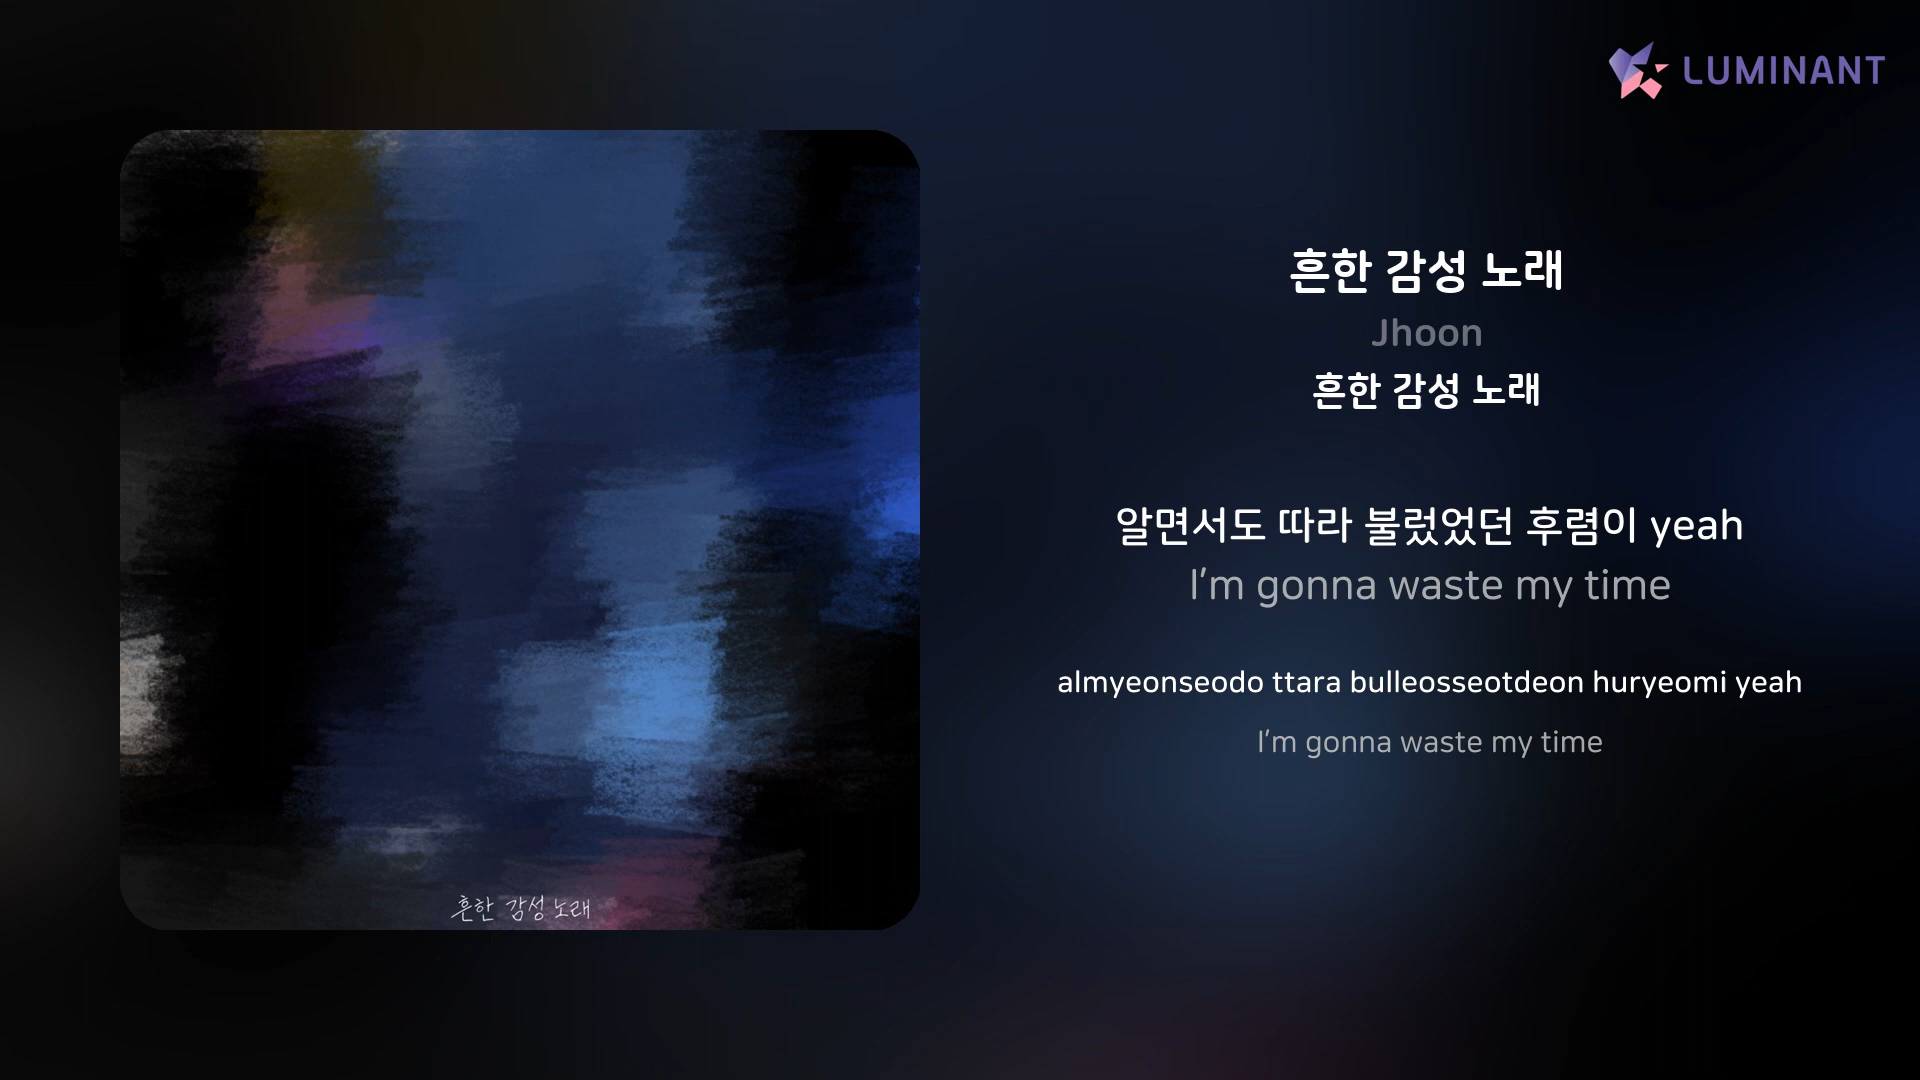 LUMINANT
흔한 감성 노래
Jhoon
흔한 감성 노래
알면서도 따라 불렀었던 후렴이 yeah
I'm gonna waste my time
almyeonseodo ttara bulleosseotdeon huryeomi yeah
I'm gonna waste my time
흔한 감성 노래